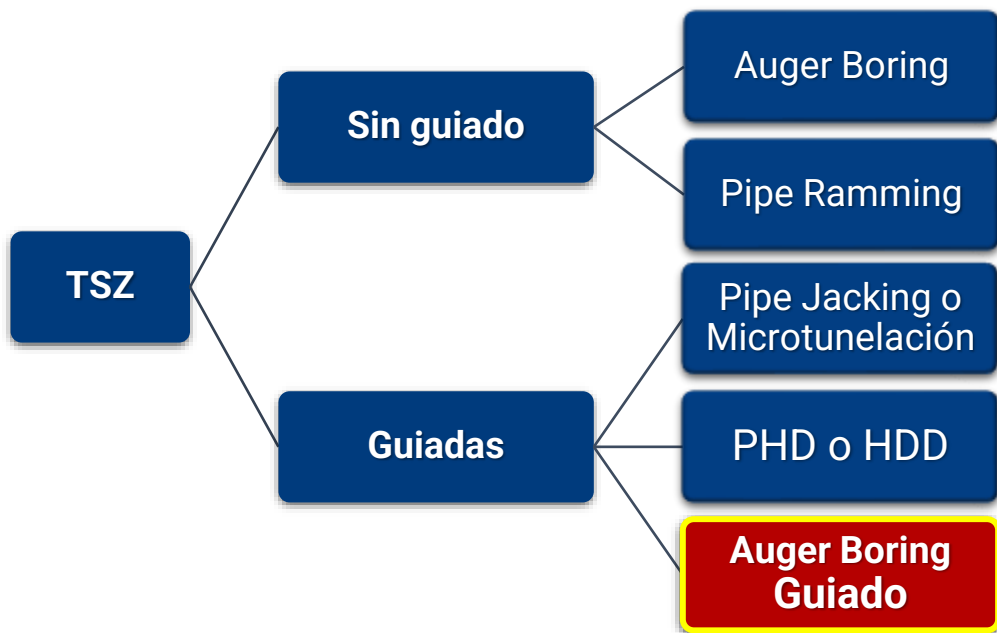 TSZ
Sin guiado
Auger Boring
Pipe Ramming
Guiadas
Pipe Jacking o
Microtunelación
PHD o HDD
Auger Boring
Guiado